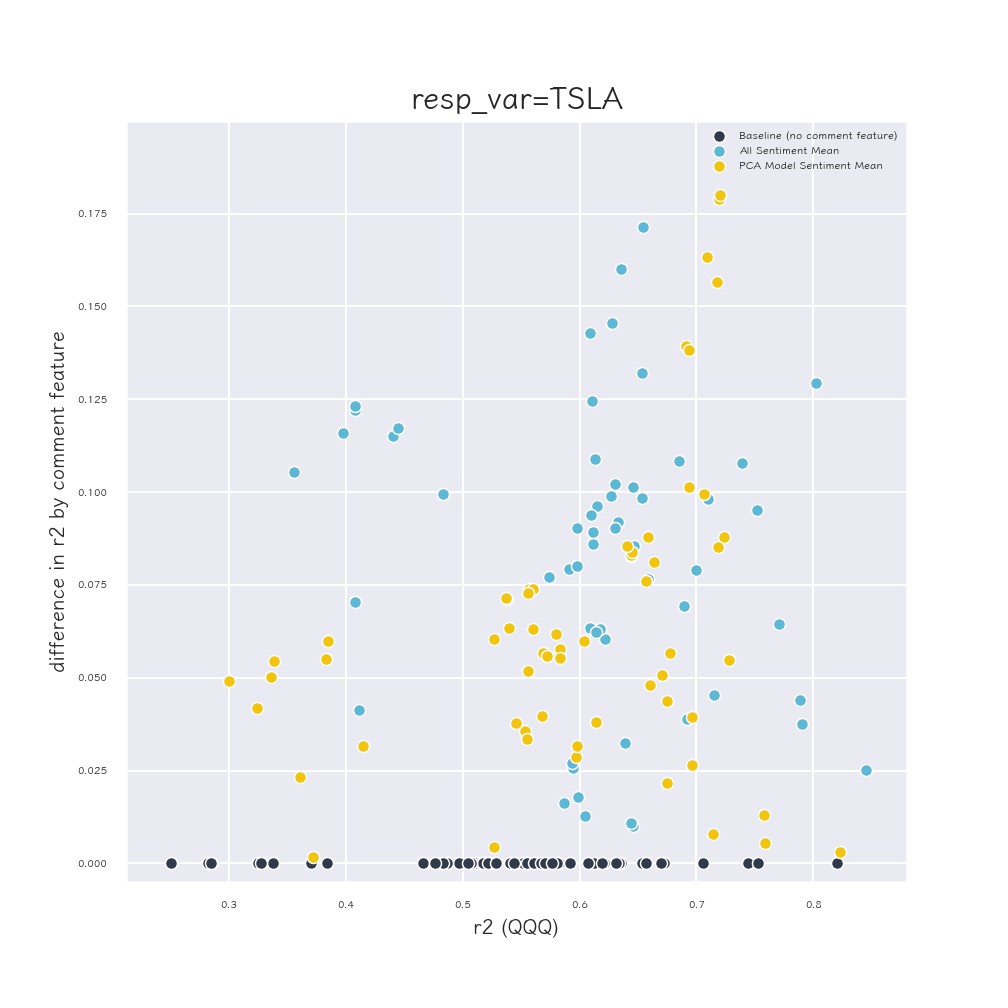 resp_var=TSLA
Baseline (no comment feature)
All Sentiment Mean
PCA Model Sentiment Mean
difference in r2 by comment feature
0.175
0.150
0.125
0.100
0.075
0.050
0.025
0.000
0.3 0.4 0.5 0.6 0.7 0.8
r2 (QQQ)